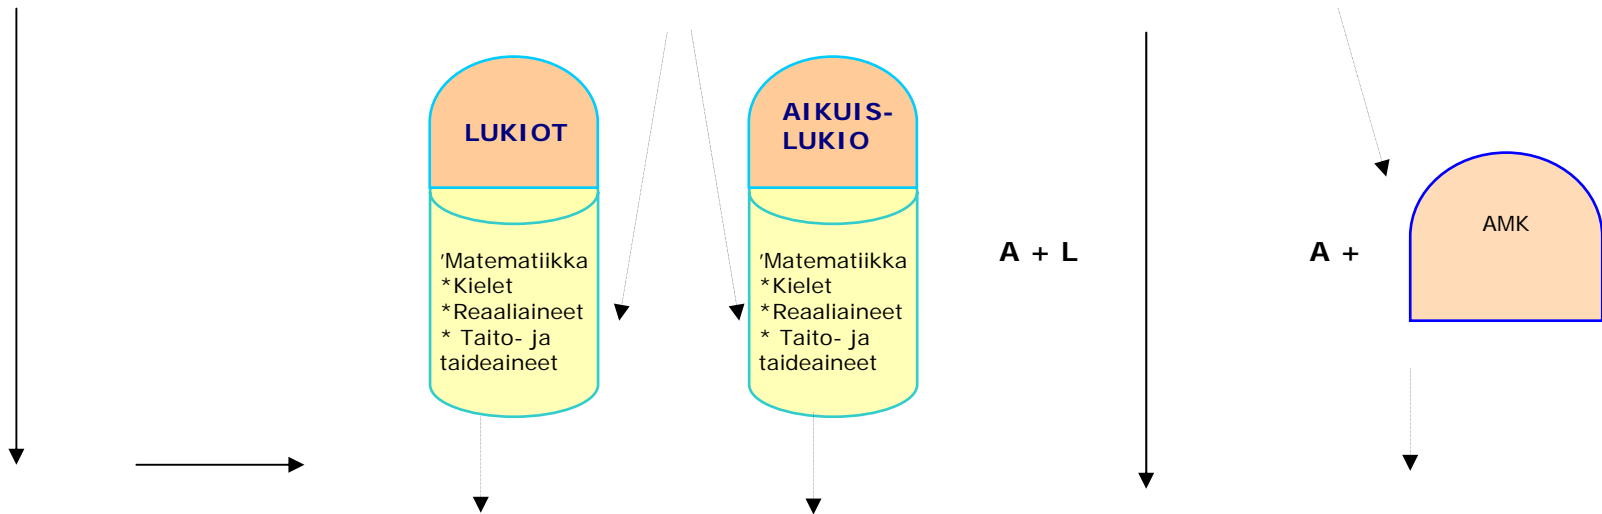 LUKIOT
'Matematiikka
*Kielet
*Reaaliaineet
* Taito- ja
taideaineet
AIKUIS-
LUKIO
'Matematiikka
*Kielet
*Reaaliaineet
* Taito- ja
taideaineet
A + L
A +
AMK